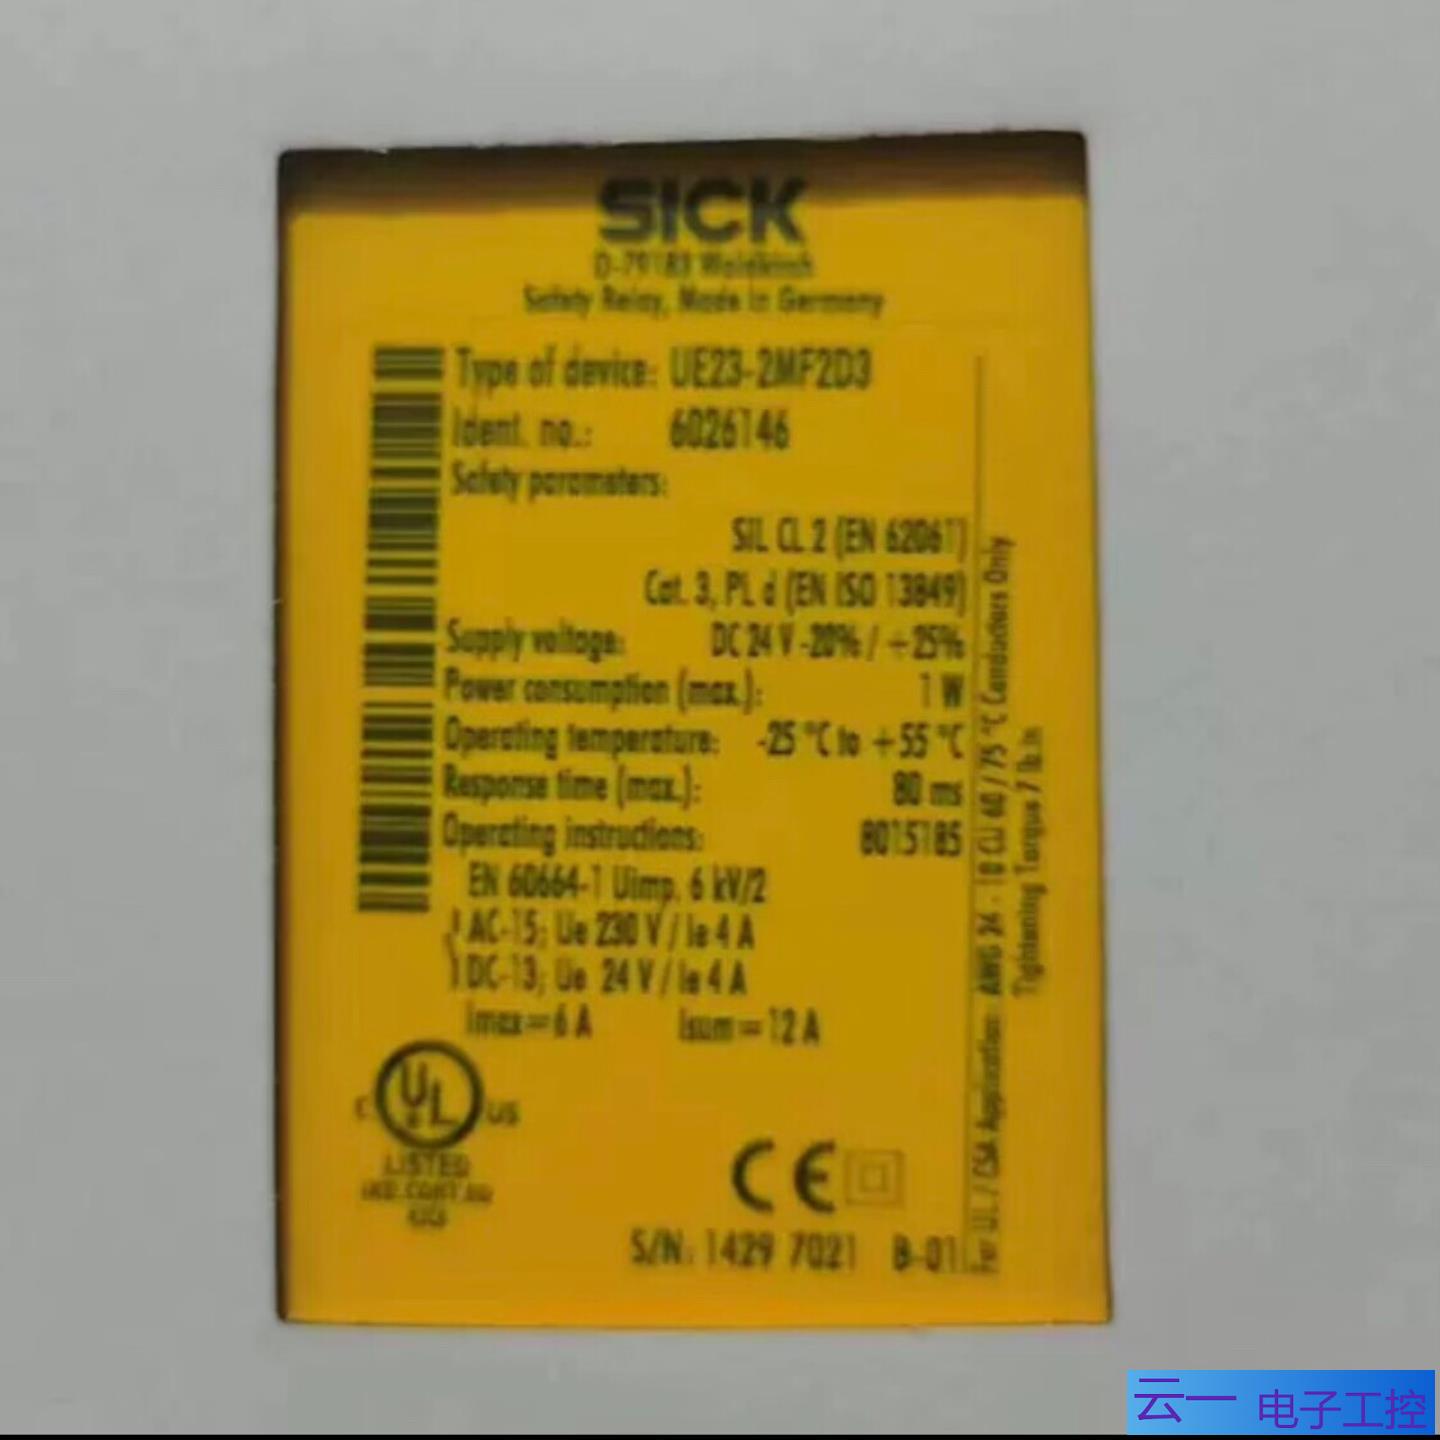 SICK
D-79183 Waldkirch
Safety Relay, Made in Germany
Type of device: UE23-2MF2D3
Ident. no.: 6026146
Safety parameters:
SIL CL 2 (EN 62061)
Cat. 3, PL d (EN ISO 13849)
Supply voltage: DC 24 V -20% / +25%
Power consumption (max.): 1 W
Operating temperature: -25 °C to +55 °C
Response time (max.): 80 ms
Operating instructions: 8015185
EN 60664-1 Uimp. 6 kV/2
AC-15; Ue 230 V / Ie 4 A
DC-13; Ue 24 V / Ie 4 A
Imax=6 A Isum=12 A
C UL US
LISTED
IND.CONT.EQ
CE
S/N: 1429 7021 B-01
For UL / CSA Application: AWG 24 - 10 CU 60 / 75 °C Conductors Only
Tightening Torque 7 lb.in
云一 电子工控